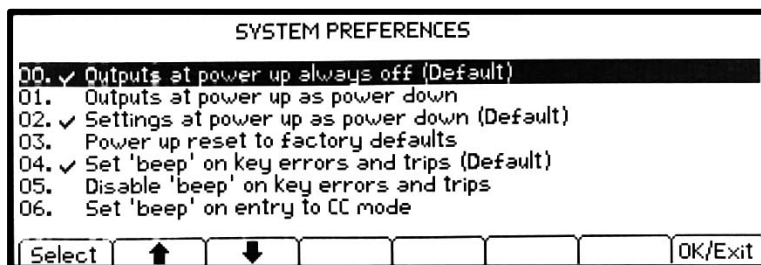 SYSTEM PREFERENCES
00. ✓ Outputs at power up always off (Default)
01. Outputs at power up as power down
02. ✓ Settings at power up as power down (Default)
03. Power up reset to factory defaults
04. ✓ Set 'beep' on key errors and trips (Default)
05. Disable 'beep' on key errors and trips
06. Set 'beep' on entry to CC mode
Select ↑ ↓ OK/Exit